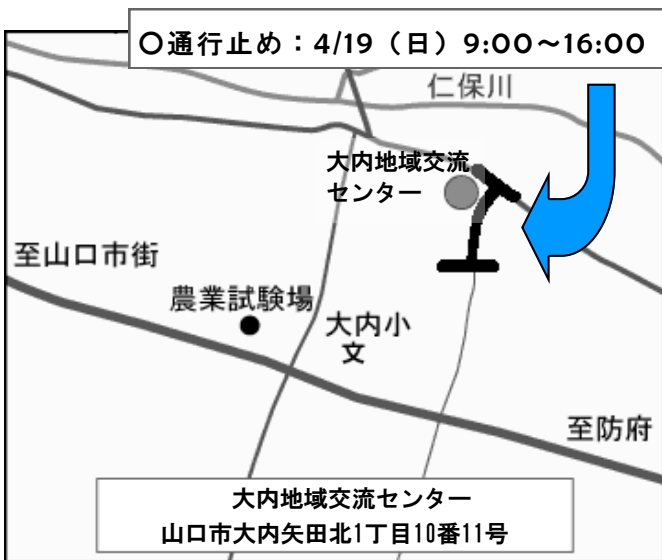 〇通行止め：4/19（日）9:00～16:00
仁保川
大内地域交流
センター
至山口市街
農業試験場
大内小
文
至防府
大内地域交流センター
山口市大内矢田北1丁目10番11号